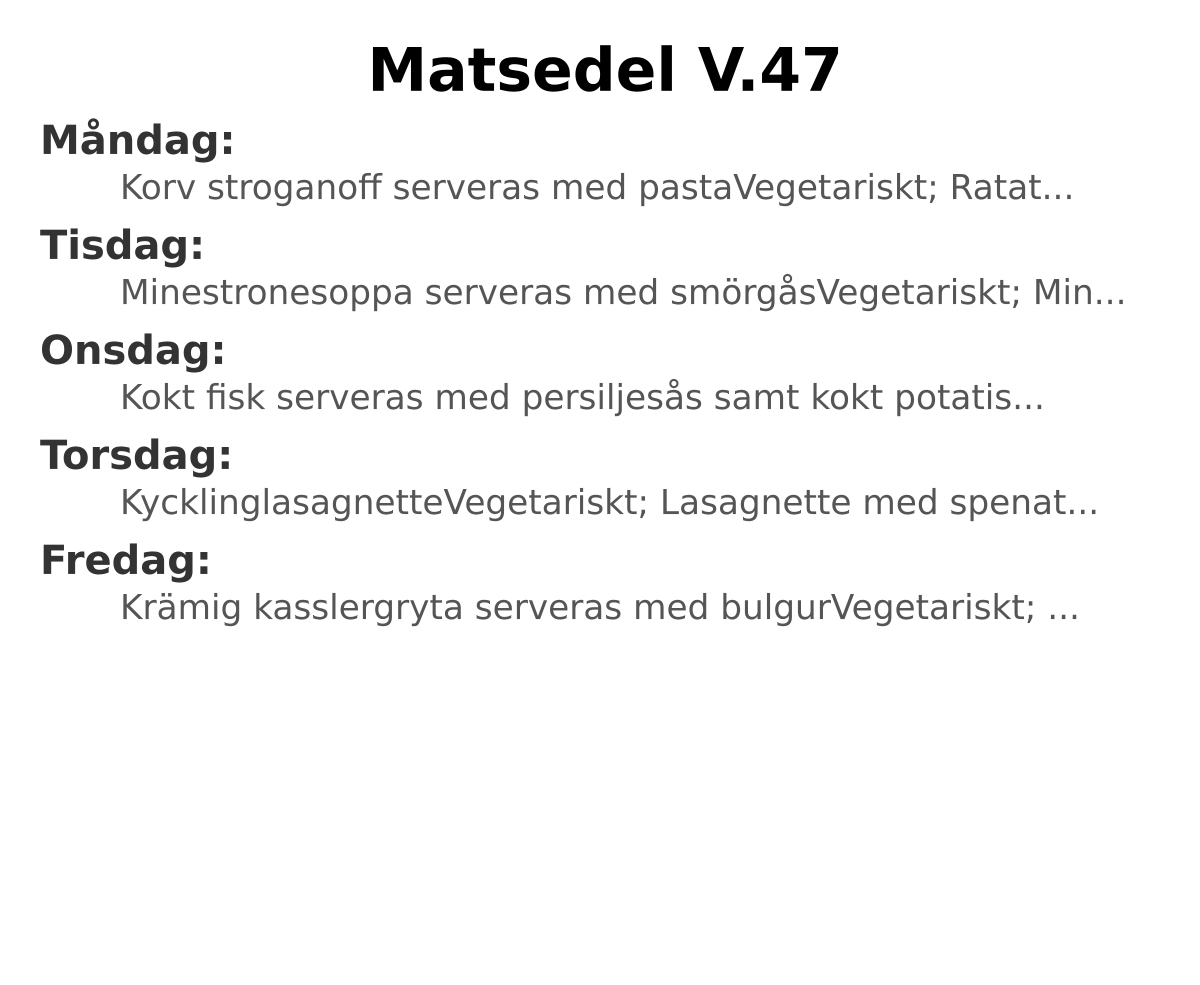 Matsedel V.47
Måndag:
Korv stroganoff serveras med pastaVegetariskt; Ratat...
Tisdag:
Minestronesoppa serveras med smörgåsVegetariskt; Min...
Onsdag:
Kokt fisk serveras med persiljesås samt kokt potatis...
Torsdag:
KycklinglasagnetteVegetariskt; Lasagnette med spenat...
Fredag:
Krämig kasslergryta serveras med bulgurVegetariskt; ...